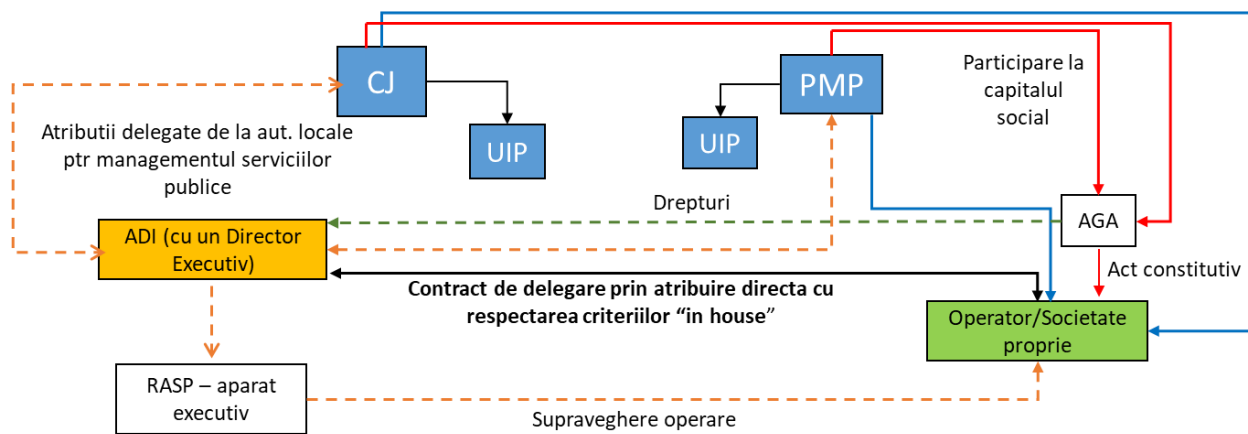 CJ
PMP
Participare la
capitalul
social
UIP
UIP
Atributii delegate de la aut. locale
ptr managementul serviciilor
publice
Drepturi
AGA
ADI (cu un Director
Executiv)
Act constitutiv
Contract de delegare prin atribuire directa cu
respectarea criteriilor “in house”
Operator/Societate
proprie
RASP – aparat
executiv
Supraveghere operare